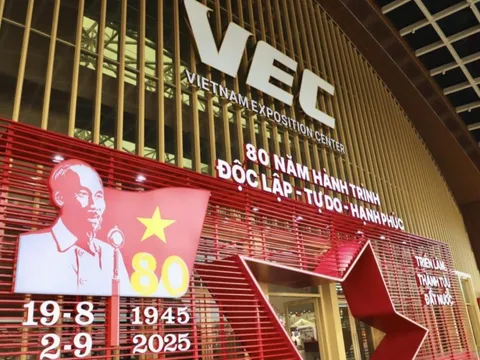 VEC
VIETNAM EXPOSITION CENTER
80 NĂM HÀNH TRÌNH
ĐỘC LẬP - TỰ DO - HẠNH PHÚC
TRIỂN LÃM
THÀNH TỰU
ĐẤT NƯỚC
80
19-8 1945
2-9 2025